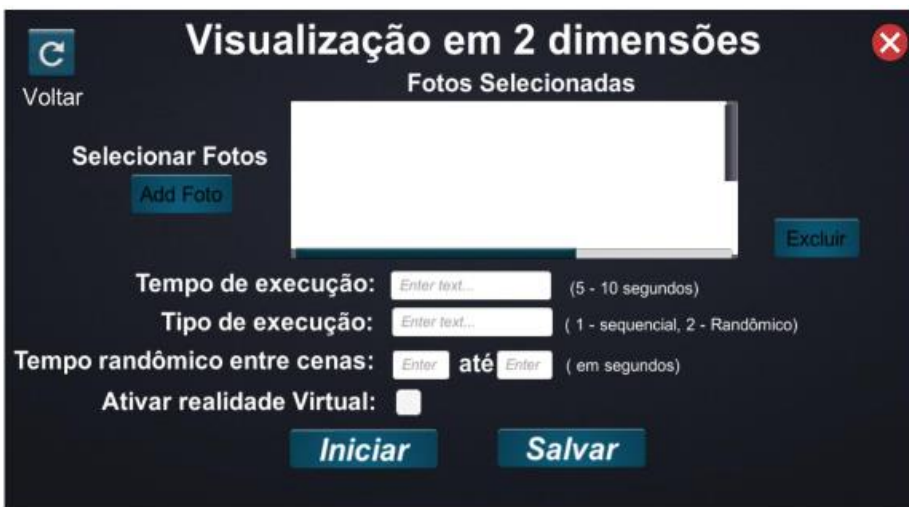 Visualização em 2 dimensões
Voltar
Fotos Selecionadas
Selecionar Fotos
Add Foto
Excluir
Tempo de execução: Enter text... (5 - 10 segundos)
Tipo de execução: Enter text... ( 1 - sequencial, 2 - Randômico)
Tempo randômico entre cenas: Enter até Enter ( em segundos)
Ativar realidade Virtual:
Iniciar Salvar